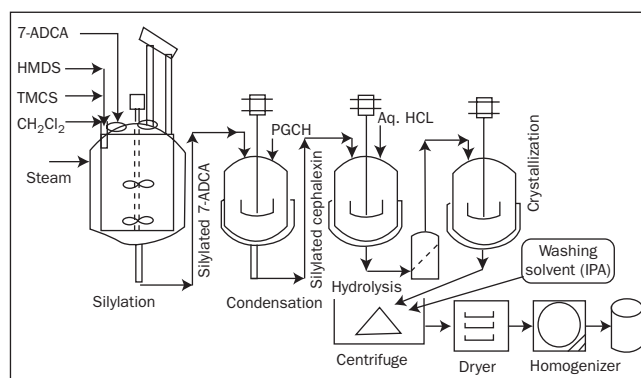 7-ADCA
HMDS
TMCS
CH₂Cl₂
Steam
Silylation
Silylated 7-ADCA
PGCH
Condensation
Silylated cephalexin
Aq. HCL
Hydrolysis
Crystallization
Washing
solvent (IPA)
Centrifuge
Dryer
Homogenizer